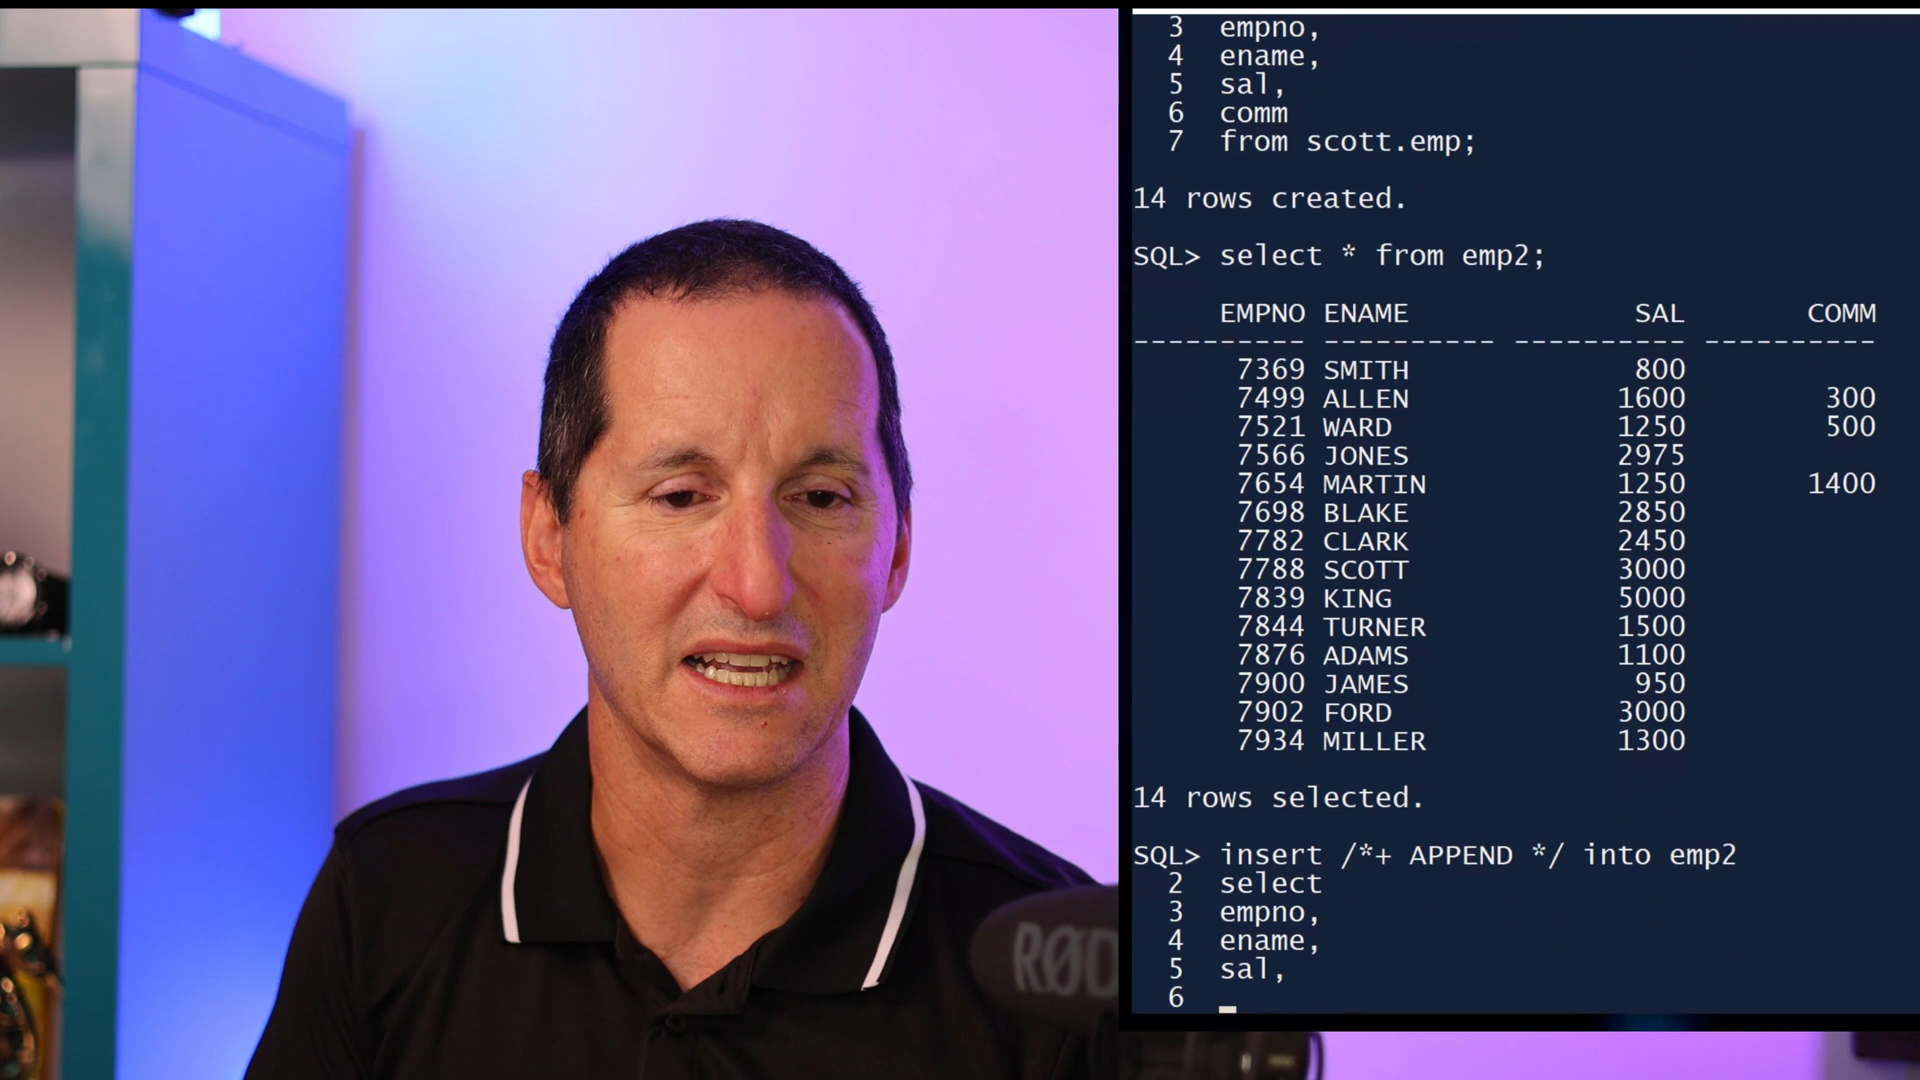 3 empno,
4 ename,
5 sal,
6 comm
7 from scott.emp;
14 rows created.
SQL> select * from emp2;
EMPNO ENAME SAL COMM
---------- ---------- ---------- ----------
7369 SMITH 800
7499 ALLEN 1600 300
7521 WARD 1250 500
7566 JONES 2975
7654 MARTIN 1250 1400
7698 BLAKE 2850
7782 CLARK 2450
7788 SCOTT 3000
7839 KING 5000
7844 TURNER 1500
7876 ADAMS 1100
7900 JAMES 950
7902 FORD 3000
7934 MILLER 1300
14 rows selected.
SQL> insert /*+ APPEND */ into emp2
2 select
3 empno,
4 ename,
5 sal,
6
RØD